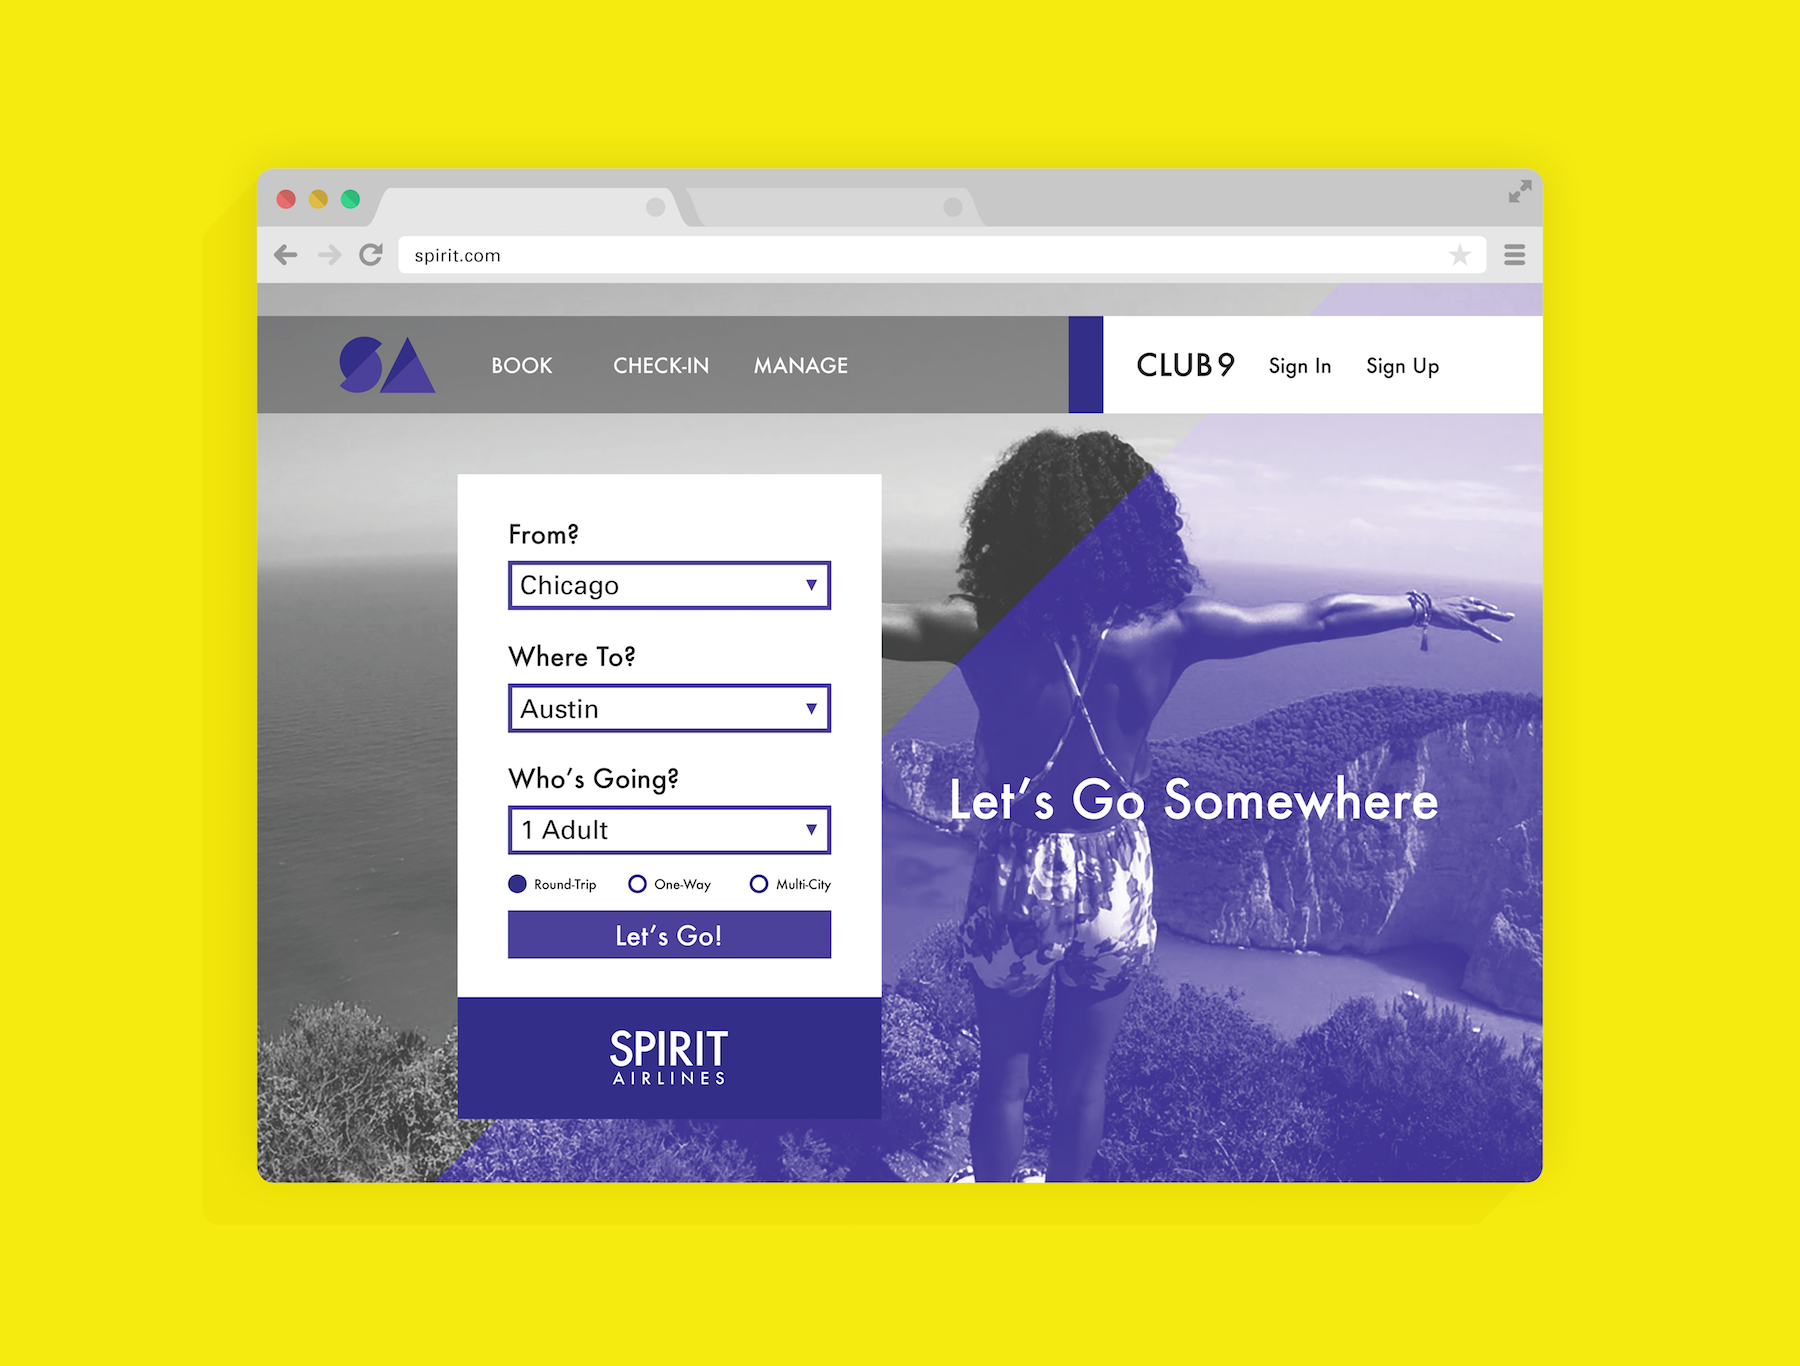 spirit.com
SA
BOOK CHECK-IN MANAGE
CLUB 9 Sign In Sign Up
From?
Chicago
Where To?
Austin
Who's Going?
1 Adult
Round-Trip One-Way Multi-City
Let's Go!
SPIRIT
AIRLINES
Let's Go Somewhere